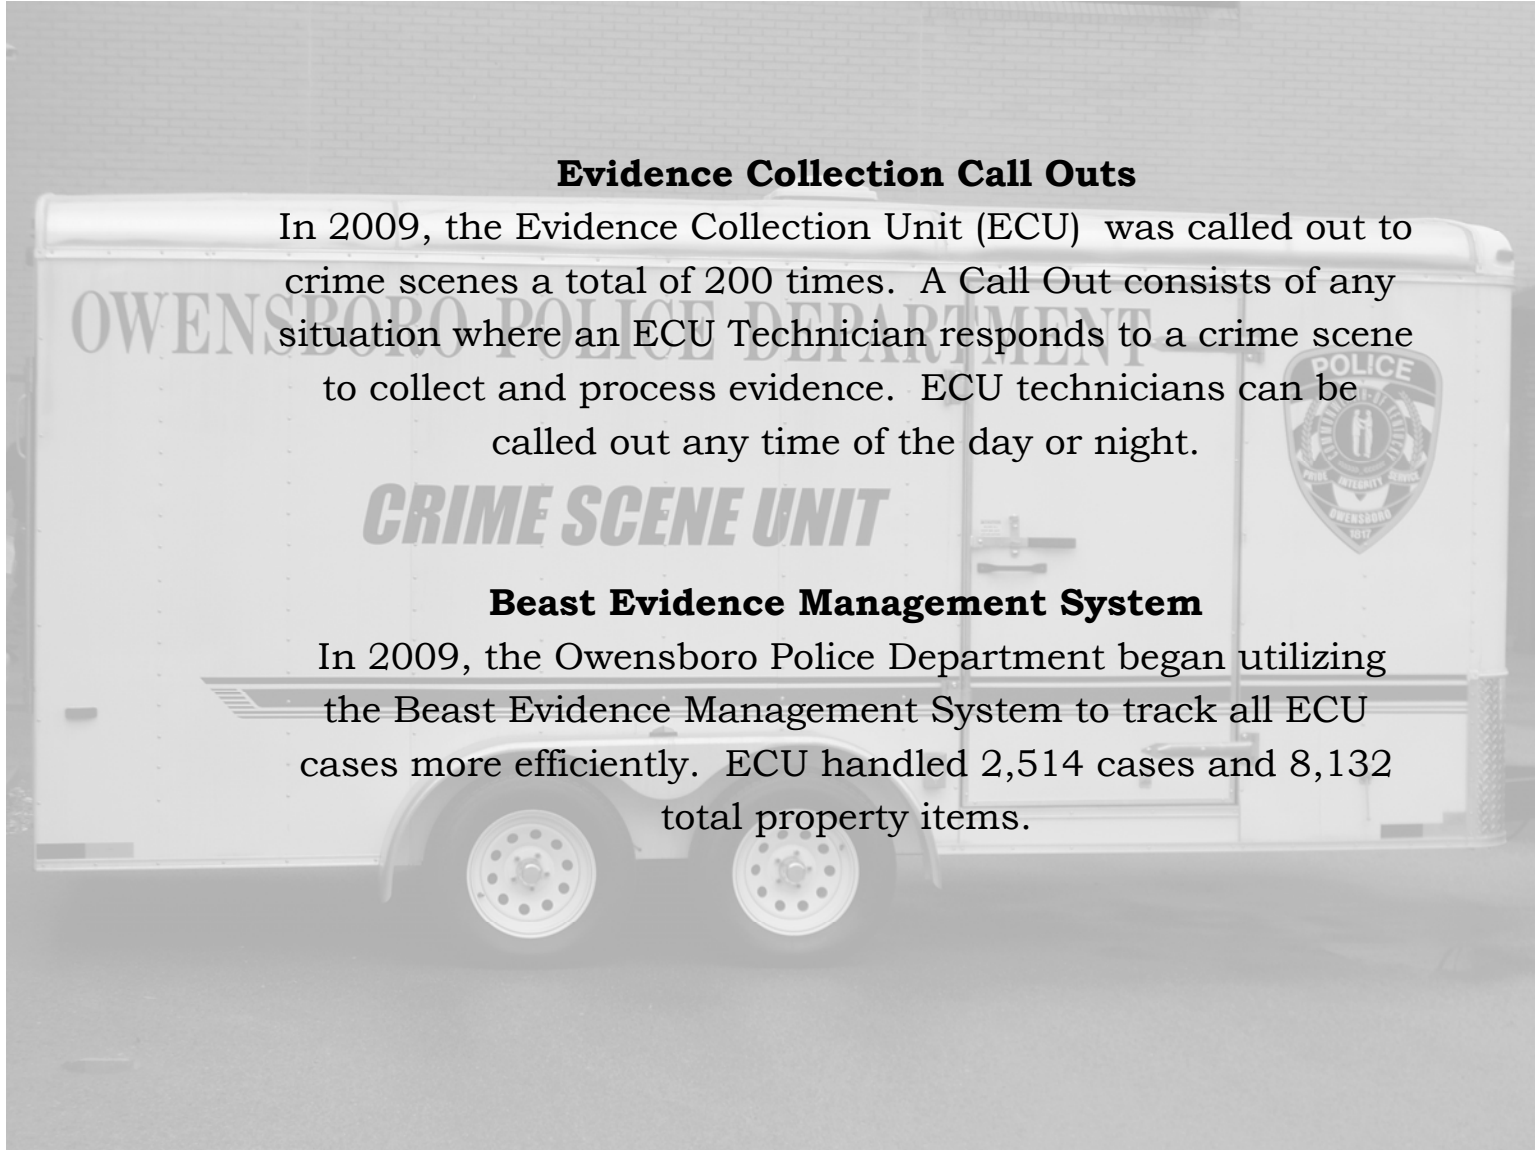 Evidence Collection Call Outs
In 2009, the Evidence Collection Unit (ECU)  was called out to
crime scenes a total of 200 times.  A Call Out consists of any
OWENSBORO POLICE DEPARTMENT
situation where an ECU Technician responds to a crime scene
POLICE
to collect and process evidence.  ECU technicians can be
called out any time of the day or night.
PRIDE INTEGRITY SERVICE
OWENSBORO
1817
CRIME SCENE UNIT
Beast Evidence Management System
In 2009, the Owensboro Police Department began utilizing
the Beast Evidence Management System to track all ECU
cases more efficiently.  ECU handled 2,514 cases and 8,132
total property items.